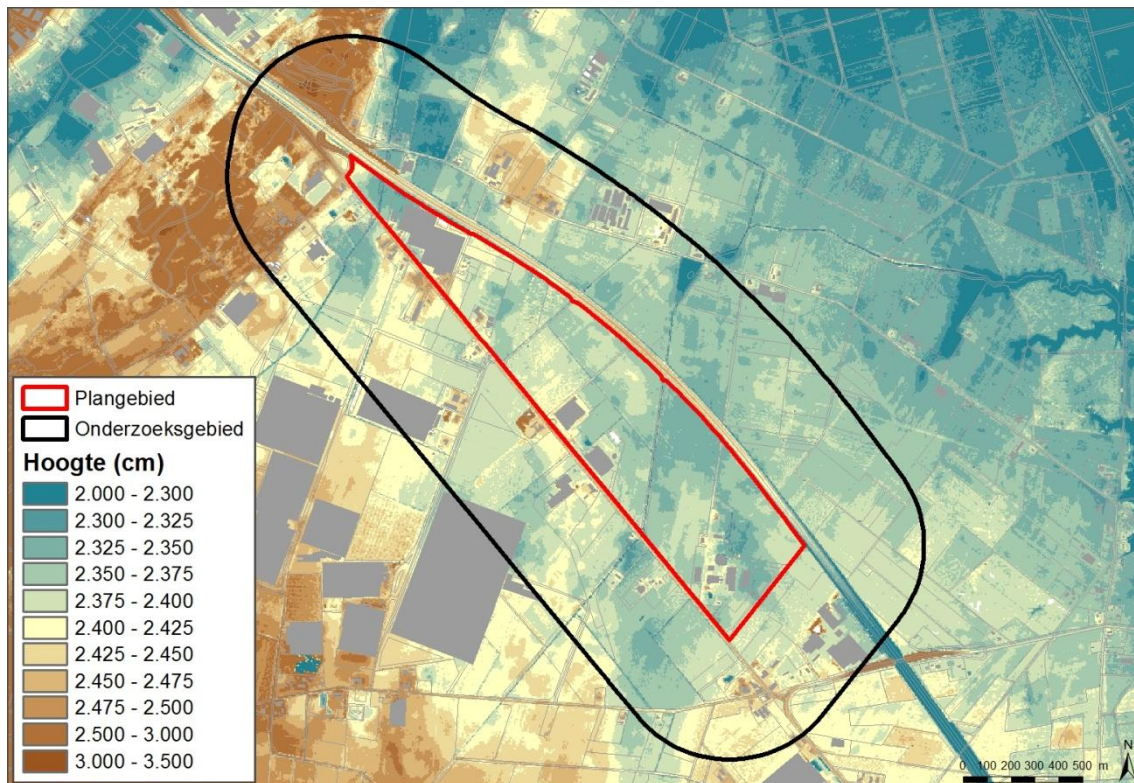 Plangebied
Onderzoeksgebied
Hoogte (cm)
2.000 - 2.300
2.300 - 2.325
2.325 - 2.350
2.350 - 2.375
2.375 - 2.400
2.400 - 2.425
2.425 - 2.450
2.450 - 2.475
2.475 - 2.500
2.500 - 3.000
3.000 - 3.500
N
0 100 200 300 400 500 m